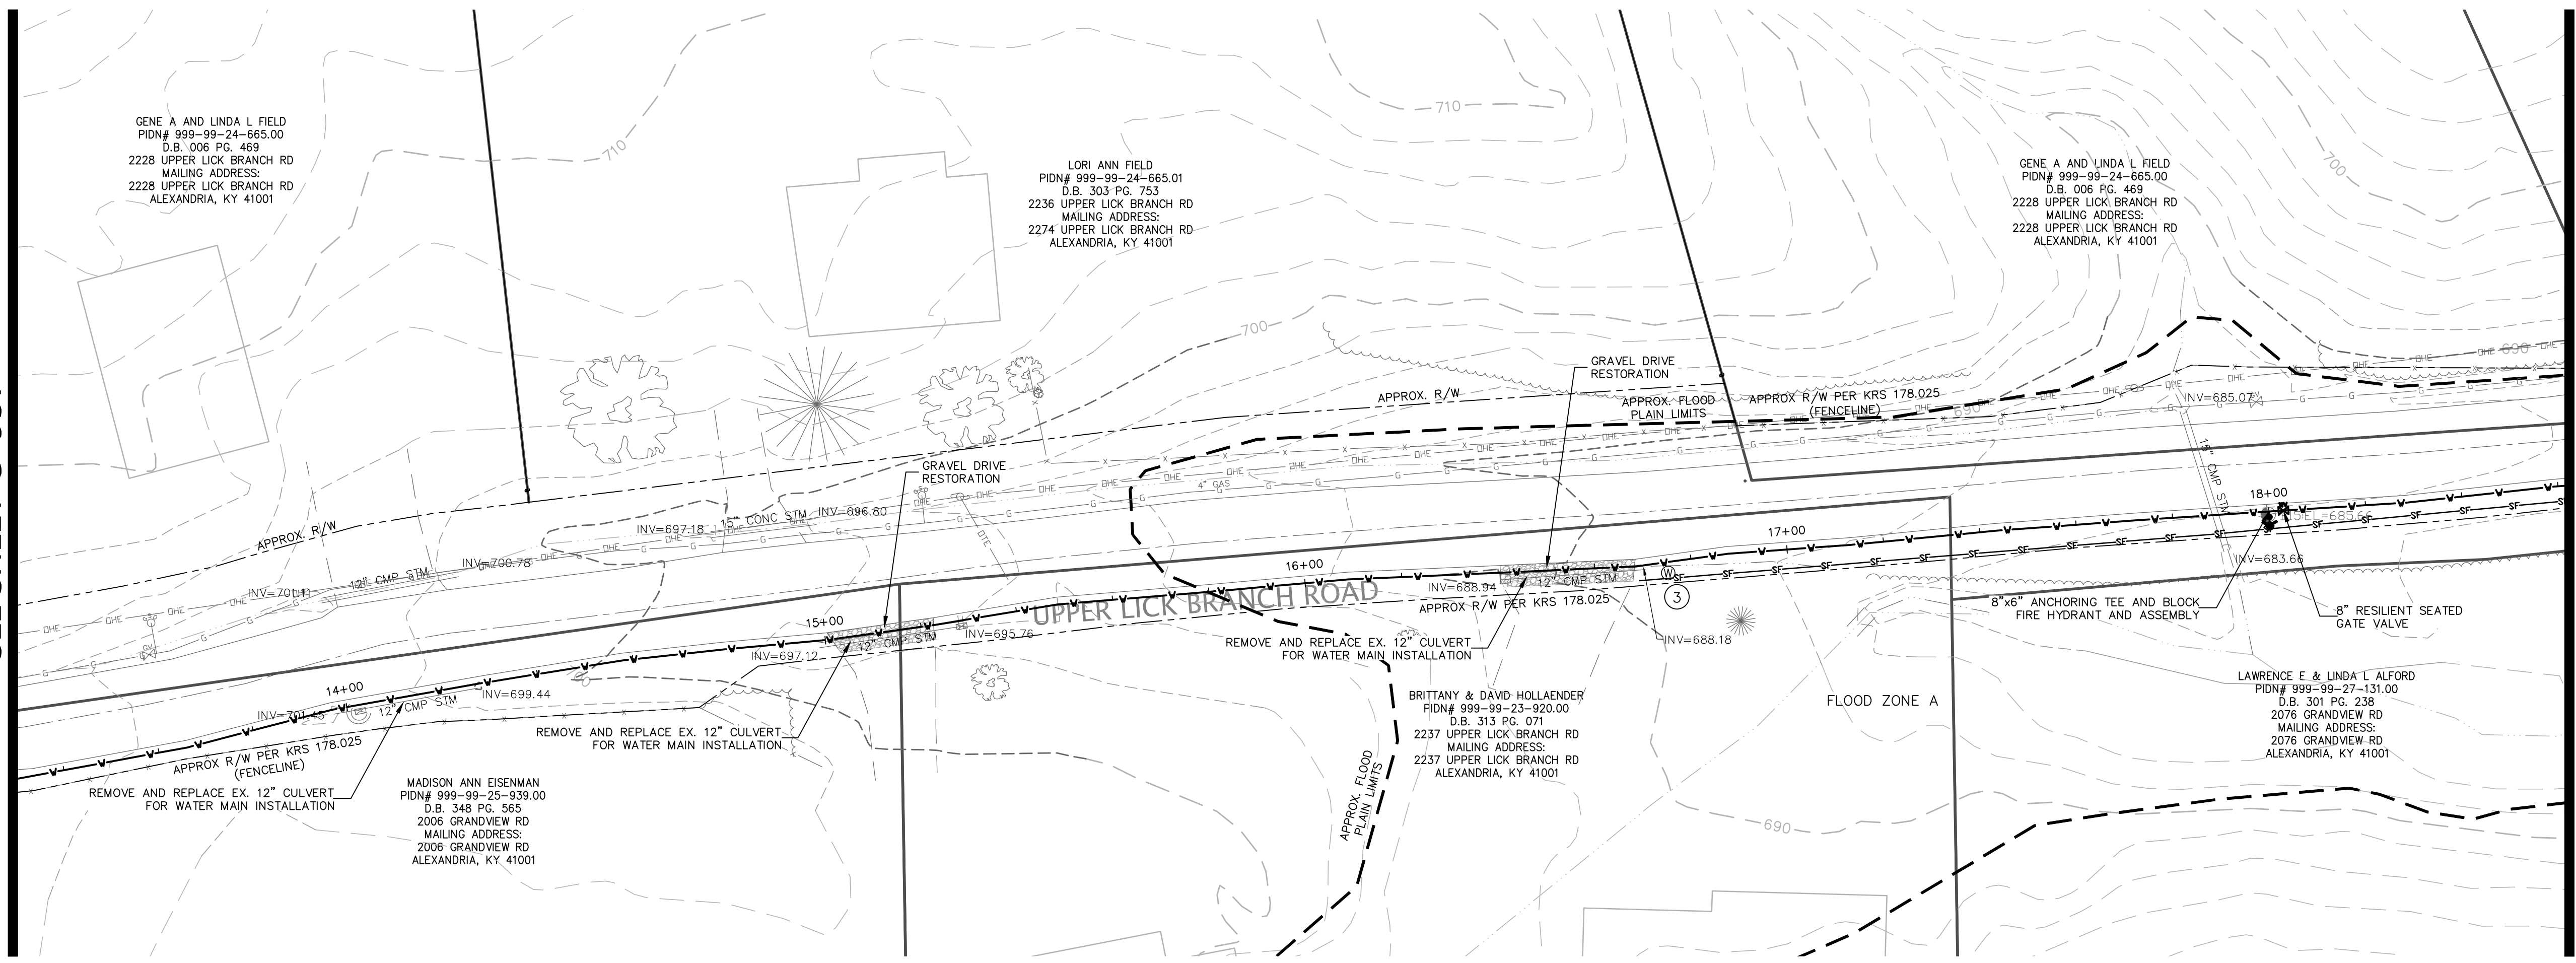 GENE A AND LINDA L FIELD
PIDN# 999-99-24-665.00
D.B. 006 PG. 469
2228 UPPER LICK BRANCH RD
MAILING ADDRESS:
2228 UPPER LICK BRANCH RD
ALEXANDRIA, KY 41001
710
LORI ANN FIELD
PIDN# 999-99-24-665.01
D.B. 303 PG. 753
2236 UPPER LICK BRANCH RD
MAILING ADDRESS:
2274 UPPER LICK BRANCH RD
ALEXANDRIA, KY 41001
710
GENE A AND LINDA L FIELD
PIDN# 999-99-24-665.00
D.B. 006 PG. 469
2228 UPPER LICK BRANCH RD
MAILING ADDRESS:
2228 UPPER LICK BRANCH RD
ALEXANDRIA, KY 41001
700
700
690
GRAVEL DRIVE
RESTORATION
APPROX. R/W
APPROX. FLOOD
PLAIN LIMITS
APPROX R/W PER KRS 178.025
(FENCELINE)
690
INV=685.07
15" CMP STM
GRAVEL DRIVE
RESTORATION
4" GAS
OTE
APPROX. R/W
INV=697.18
15" CONC STM
INV=696.80
INV=700.78
12" CMP STM
INV=701.11
GV
14+00
15+00
16+00
17+00
18+00
INV=683.66
UPPER LICK BRANCH ROAD
INV=688.94
12" CMP STM
APPROX R/W PER KRS 178.025
W
3
INV=688.18
8"x6" ANCHORING TEE AND BLOCK
FIRE HYDRANT AND ASSEMBLY
8" RESILIENT SEATED
GATE VALVE
INV=695.76
12" CMP STM
INV=697.12
INV=699.44
12" CMP STM
INV=701.43
APPROX R/W PER KRS 178.025
(FENCELINE)
REMOVE AND REPLACE EX. 12" CULVERT
FOR WATER MAIN INSTALLATION
REMOVE AND REPLACE EX. 12" CULVERT
FOR WATER MAIN INSTALLATION
REMOVE AND REPLACE EX. 12" CULVERT
FOR WATER MAIN INSTALLATION
MADISON ANN EISENMAN
PIDN# 999-99-25-939.00
D.B. 348 PG. 565
2006 GRANDVIEW RD
MAILING ADDRESS:
2006 GRANDVIEW RD
ALEXANDRIA, KY 41001
APPROX. FLOOD
PLAIN LIMITS
BRITTANY & DAVID HOLLAENDER
PIDN# 999-99-23-920.00
D.B. 313 PG. 071
2237 UPPER LICK BRANCH RD
MAILING ADDRESS:
2237 UPPER LICK BRANCH RD
ALEXANDRIA, KY 41001
FLOOD ZONE A
690
LAWRENCE E & LINDA L ALFORD
PIDN# 999-99-27-131.00
D.B. 301 PG. 238
2076 GRANDVIEW RD
MAILING ADDRESS:
2076 GRANDVIEW RD
ALEXANDRIA, KY 41001